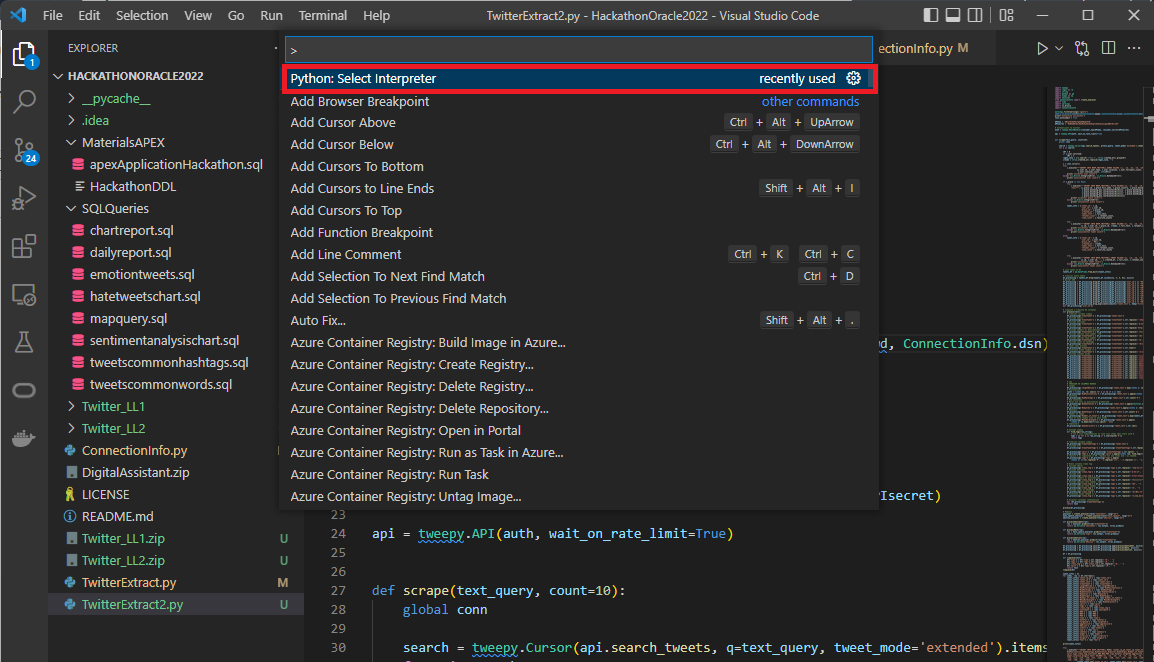 File Edit Selection View Go Run Terminal Help TwitterExtract2.py - HackathonOracle2022 - Visual Studio Code
EXPLORER
HACKATHONORACLE2022
__pycache__
.idea
MaterialsAPEX
apexApplicationHackathon.sql
HackathonDDL
SQLQueries
chartreport.sql
dailyreport.sql
emotiontweets.sql
hatetweetschart.sql
mapquery.sql
sentimentanalysischart.sql
tweetscommonhashtags.sql
tweetscommonwords.sql
Twitter_LL1
Twitter_LL2
ConnectionInfo.py
DigitalAssistant.zip
LICENSE
README.md
Twitter_LL1.zip U
Twitter_LL2.zip U
TwitterExtract.py M
TwitterExtract2.py U
1
24
>
Python: Select Interpreter recently used
Add Browser Breakpoint other commands
Add Cursor Above Ctrl + Alt + UpArrow
Add Cursor Below Ctrl + Alt + DownArrow
Add Cursors To Bottom
Add Cursors to Line Ends Shift + Alt + I
Add Cursors To Top
Add Function Breakpoint
Add Line Comment Ctrl + K Ctrl + C
Add Selection To Next Find Match Ctrl + D
Add Selection To Previous Find Match
Auto Fix... Shift + Alt + .
Azure Container Registry: Build Image in Azure...
Azure Container Registry: Create Registry...
Azure Container Registry: Delete Registry...
Azure Container Registry: Delete Repository...
Azure Container Registry: Open in Portal
Azure Container Registry: Run as Task in Azure...
Azure Container Registry: Run Task
Azure Container Registry: Untag Image...
ectionInfo.py M
d, ConnectionInfo.dsn)
Isecret)
23
24 api = tweepy.API(auth, wait_on_rate_limit=True)
25
26
27 def scrape(text_query, count=10):
28 global conn
29
30 search = tweepy.Cursor(api.search_tweets, q=text_query, tweet_mode='extended').items